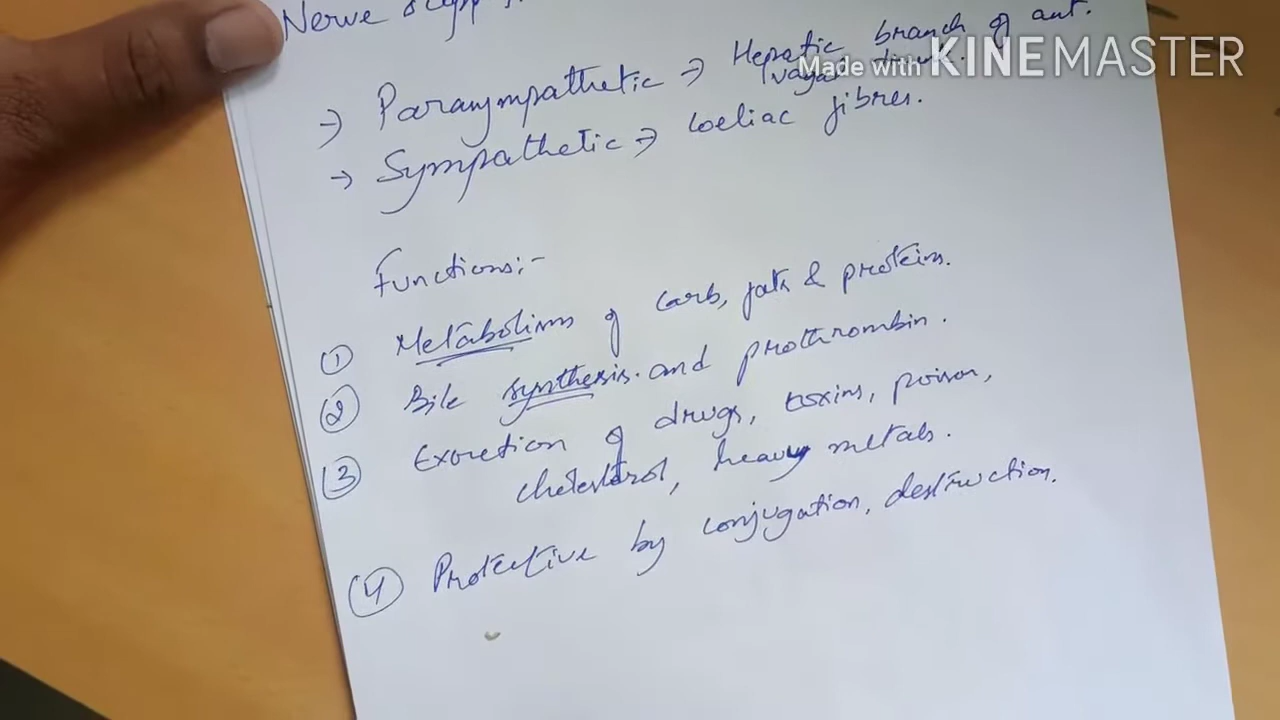 Nerve supp
→ Parasympathetic → Hepatic branch of ant.
vagal
→ Sympathetic → Coeliac fibres.
Made with KINEMASTER
Functions:-
① Metabolism of carb, fats & proteins.
② Bile synthesis. and prothrombin.
③ Excretion of drugs, toxins, poison,
cholesterol, heavy metals.
④ Protective by conjugation, destruction.